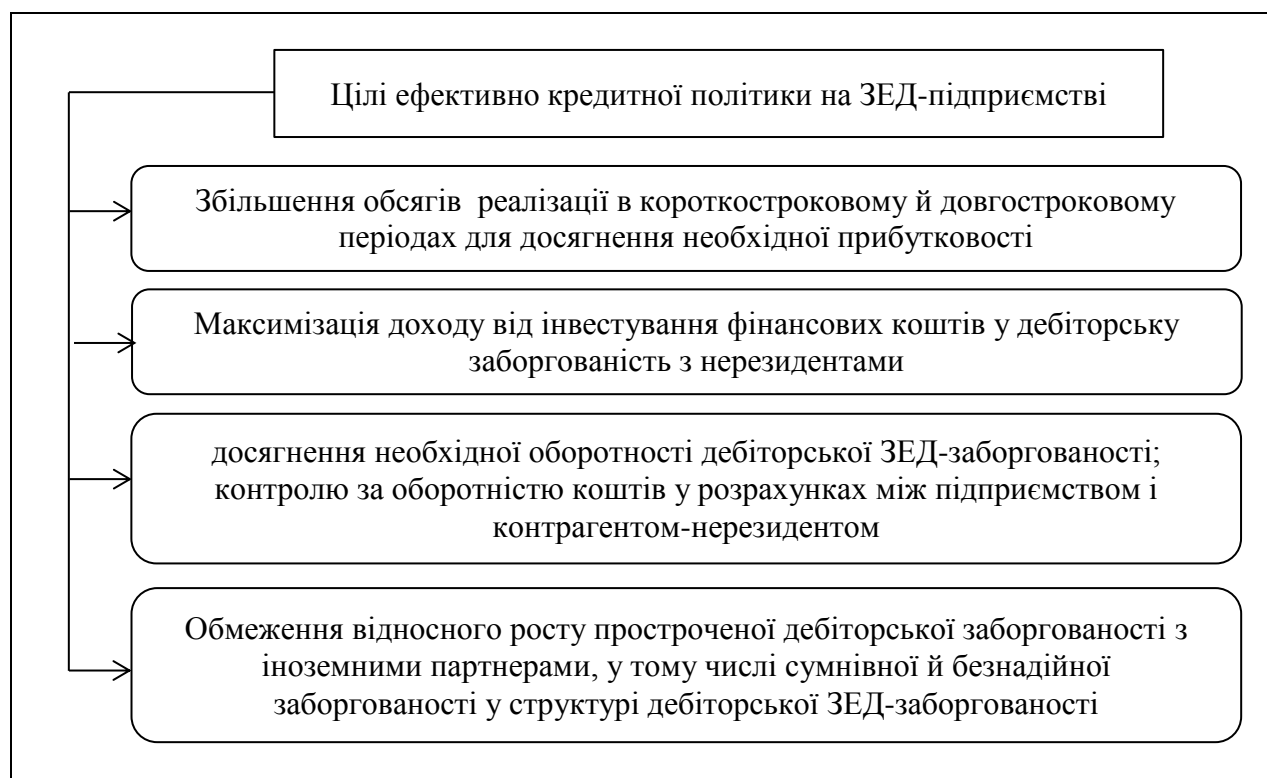 Цілі ефективно кредитної політики на ЗЕД-підприємстві
Збільшення обсягів реалізації в короткостроковому й довгостроковому
періодах для досягнення необхідної прибутковості
Максимізація доходу від інвестування фінансових коштів у дебіторську
заборгованість з нерезидентами
досягнення необхідної оборотності дебіторської ЗЕД-заборгованості;
контролю за оборотністю коштів у розрахунках між підприємством і
контрагентом-нерезидентом
Обмеження відносного росту простроченої дебіторської заборгованості з
іноземними партнерами, у тому числі сумнівної й безнадійної
заборгованості у структурі дебіторської ЗЕД-заборгованості